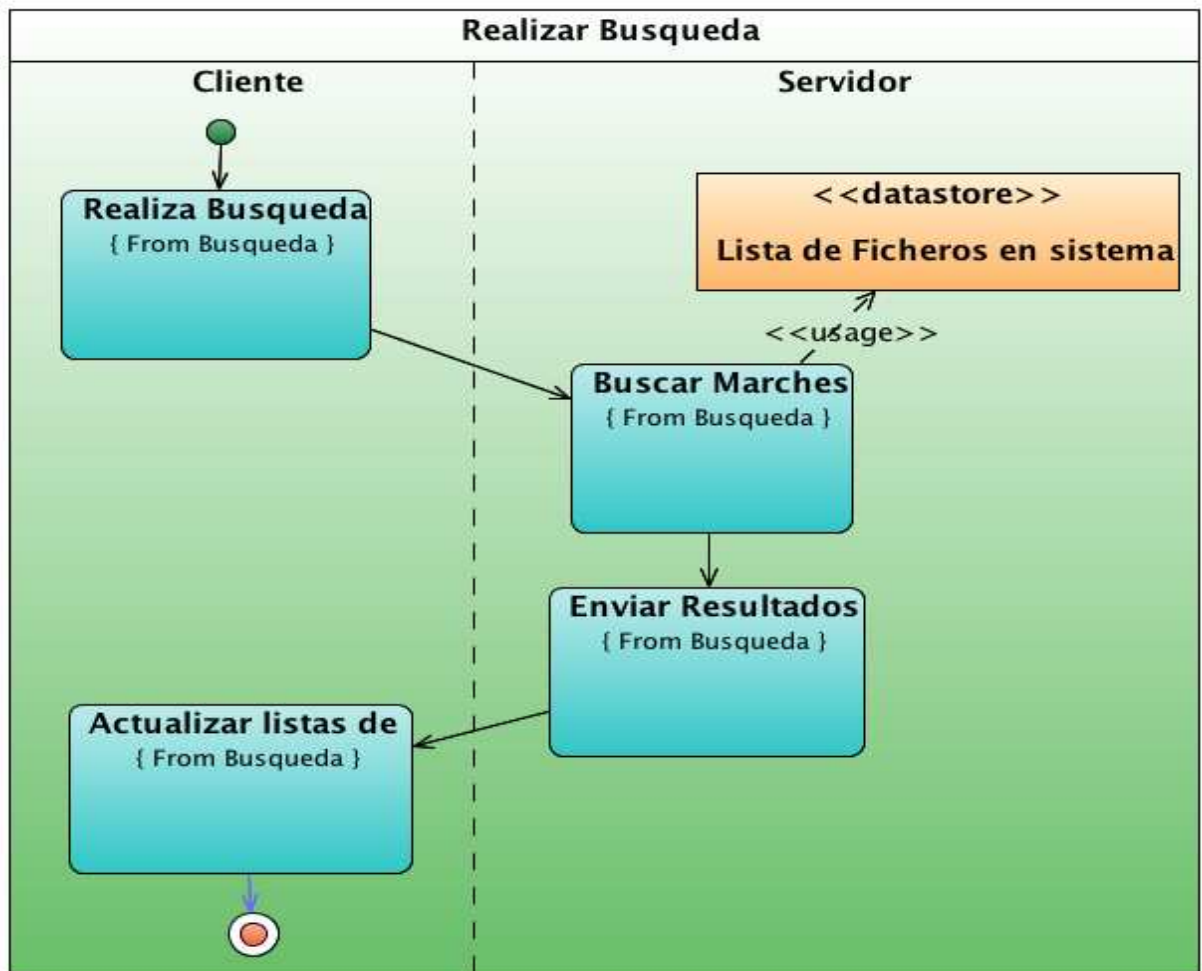 Realizar Busqueda
Cliente
Servidor
Realiza Busqueda
{ From Busqueda }
<<datastore>>
Lista de Ficheros en sistema
<<usage>>
Buscar Marches
{ From Busqueda }
Enviar Resultados
{ From Busqueda }
Actualizar listas de
{ From Busqueda }